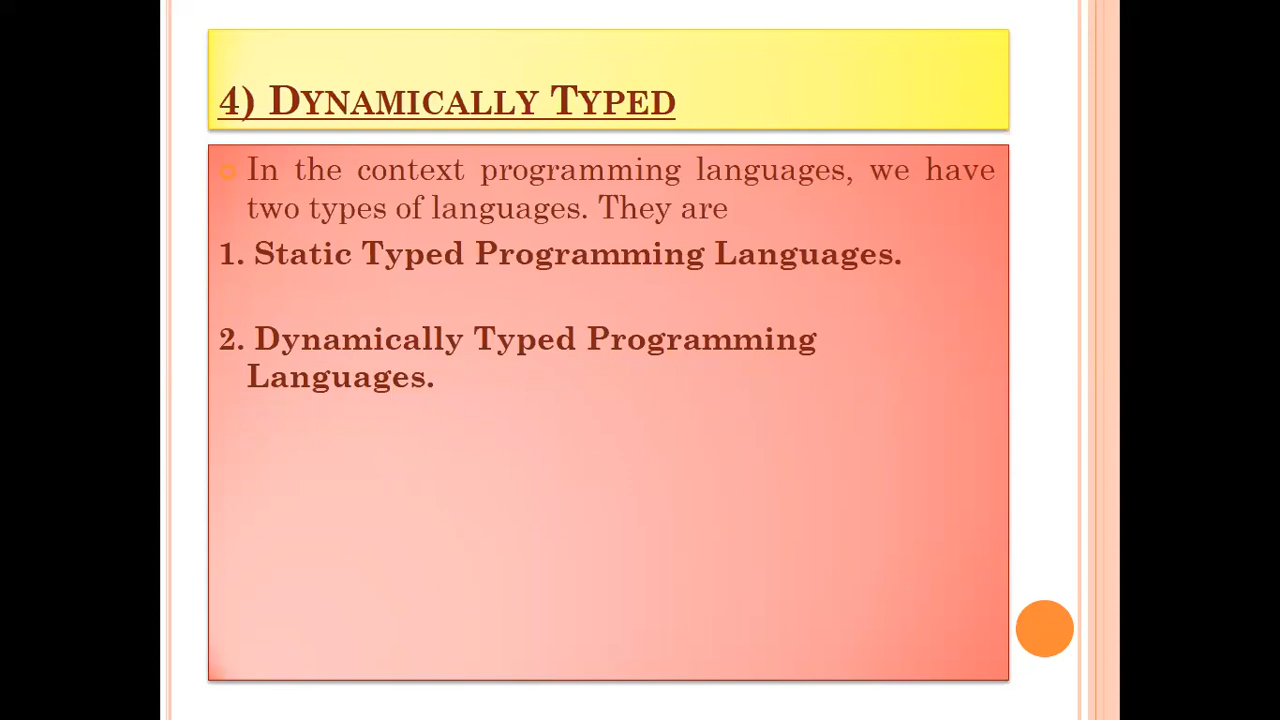 4) Dynamically Typed
In the context programming languages, we have
two types of languages. They are
1. Static Typed Programming Languages.
2. Dynamically Typed Programming
Languages.